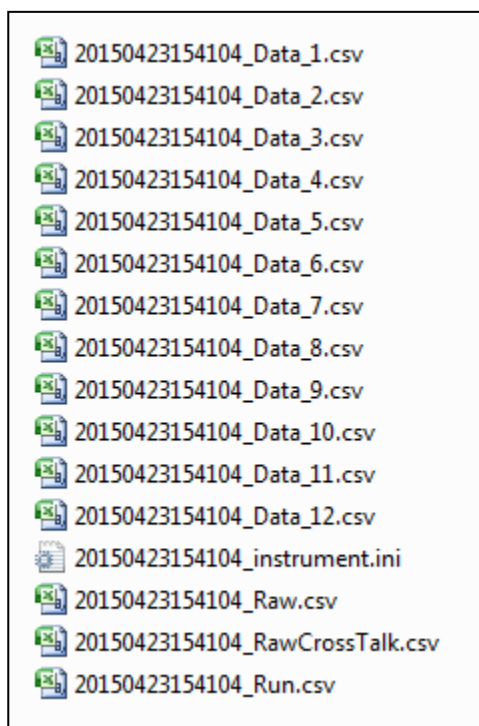 20150423154104_Data_1.csv
20150423154104_Data_2.csv
20150423154104_Data_3.csv
20150423154104_Data_4.csv
20150423154104_Data_5.csv
20150423154104_Data_6.csv
20150423154104_Data_7.csv
20150423154104_Data_8.csv
20150423154104_Data_9.csv
20150423154104_Data_10.csv
20150423154104_Data_11.csv
20150423154104_Data_12.csv
20150423154104_instrument.ini
20150423154104_Raw.csv
20150423154104_RawCrossTalk.csv
20150423154104_Run.csv